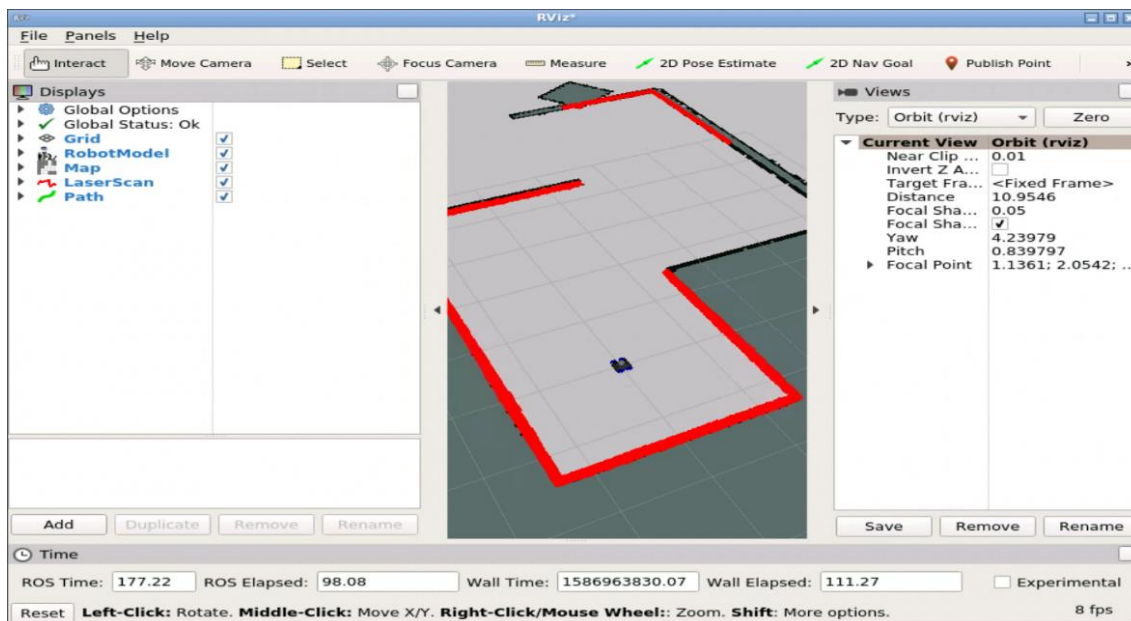 RViz*
File Panels Help
Interact Move Camera Select Focus Camera Measure 2D Pose Estimate 2D Nav Goal Publish Point
Displays
Global Options
Global Status: Ok
Grid
RobotModel
Map
LaserScan
Path
Add Duplicate Remove Rename
Views
Type: Orbit (rviz) Zero
Current View Orbit (rviz)
Near Clip ... 0.01
Invert Z A...
Target Fra... <Fixed Frame>
Distance 10.9546
Focal Sha... 0.05
Focal Sha...
Yaw 4.23979
Pitch 0.839797
Focal Point 1.1361; 2.0542; ...
Save Remove Rename
Time
ROS Time: 177.22 ROS Elapsed: 98.08 Wall Time: 1586963830.07 Wall Elapsed: 111.27 Experimental
Reset Left-Click: Rotate. Middle-Click: Move X/Y. Right-Click/Mouse Wheel:: Zoom. Shift: More options. 8 fps